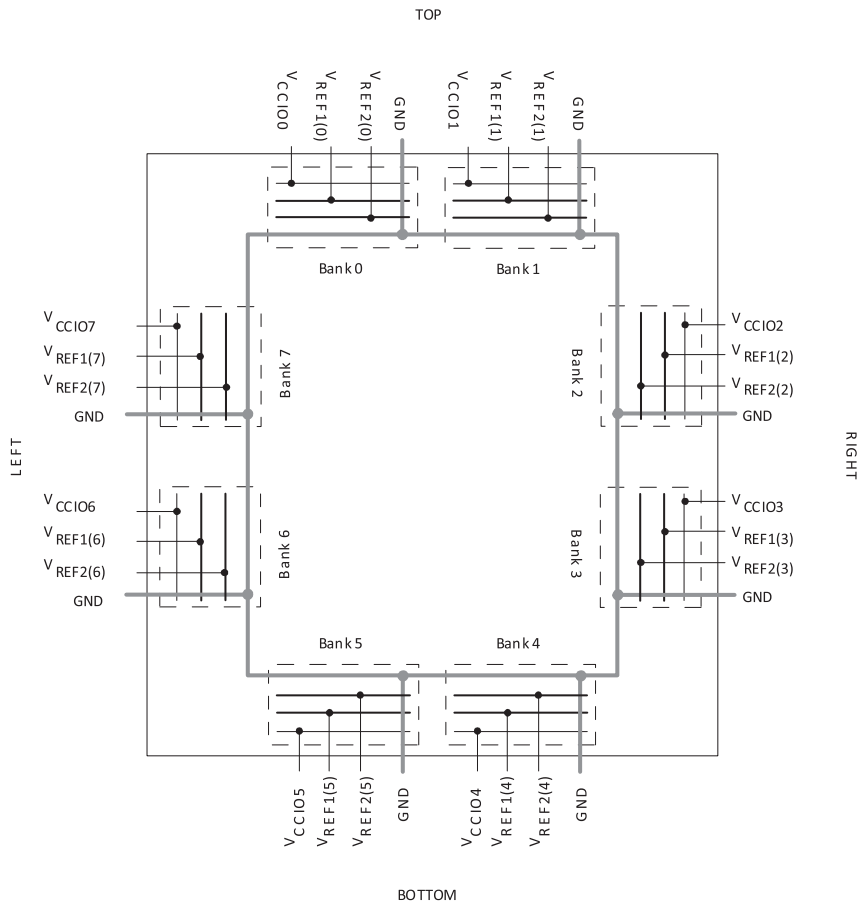 TOP
VCCIO0
VREF1(0)
VREF2(0)
GND
VCCIO1
VREF1(1)
VREF2(1)
GND
Bank 0
Bank 1
VCCIO7
VREF1(7)
VREF2(7)
GND
Bank 7
Bank 2
VCCIO2
VREF1(2)
VREF2(2)
GND
LEFT
RIGHT
VCCIO6
VREF1(6)
VREF2(6)
GND
Bank 6
Bank 3
VCCIO3
VREF1(3)
VREF2(3)
GND
Bank 5
Bank 4
VCCIO5
VREF1(5)
VREF2(5)
GND
VCCIO4
VREF1(4)
VREF2(4)
GND
BOTTOM